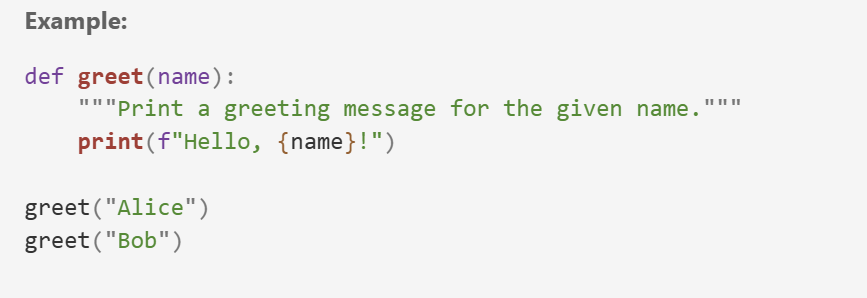 Example:
def greet(name):
    """Print a greeting message for the given name."""
    print(f"Hello, {name}!")
greet("Alice")
greet("Bob")